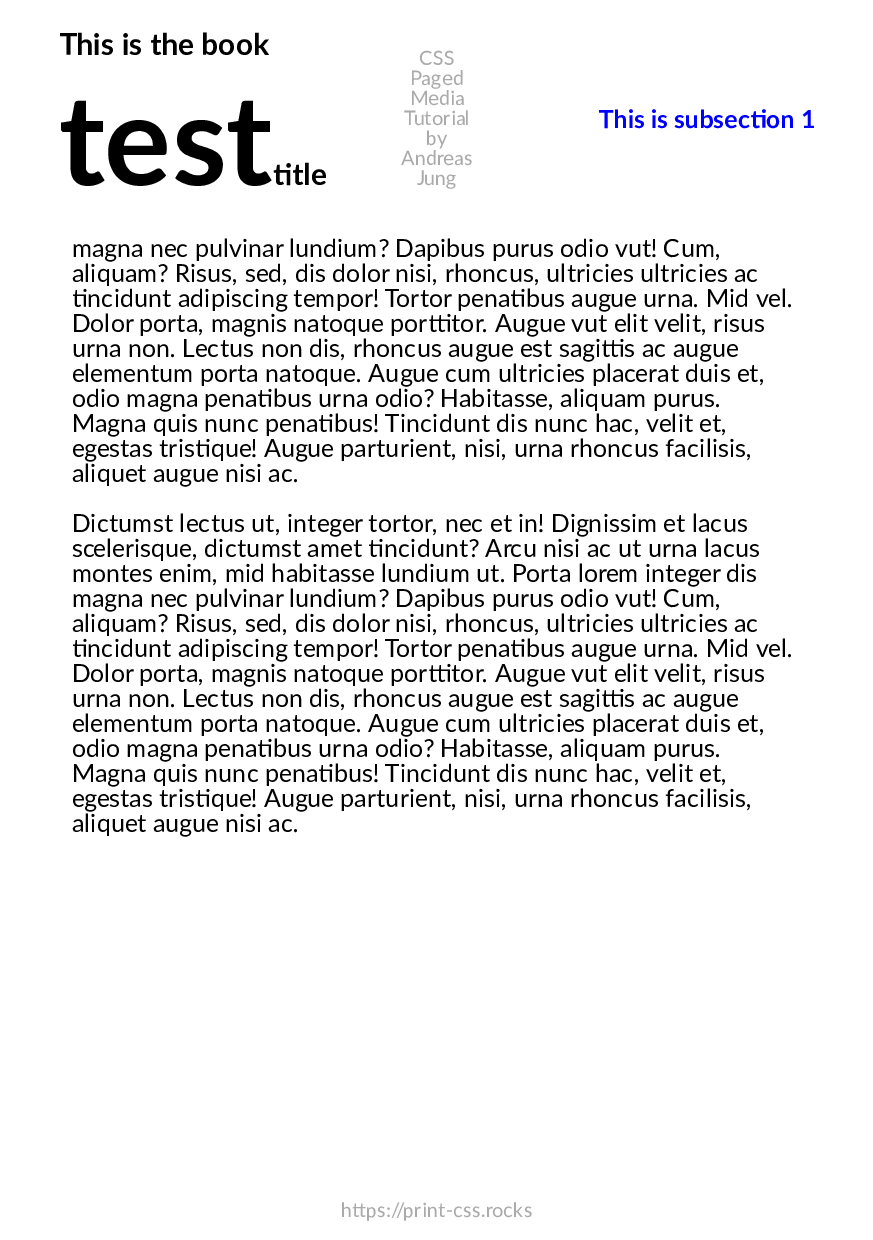 This is the book
test title
CSS
Paged
Media
Tutorial
by
Andreas
Jung
This is subsection 1
magna nec pulvinar lundium? Dapibus purus odio vut! Cum,
aliquam? Risus, sed, dis dolor nisi, rhoncus, ultricies ultricies ac
tincidunt adipiscing tempor! Tortor penatibus augue urna. Mid vel.
Dolor porta, magnis natoque porttitor. Augue vut elit velit, risus
urna non. Lectus non dis, rhoncus augue est sagittis ac augue
elementum porta natoque. Augue cum ultricies placerat duis et,
odio magna penatibus urna odio? Habitasse, aliquam purus.
Magna quis nunc penatibus! Tincidunt dis nunc hac, velit et,
egestas tristique! Augue parturient, nisi, urna rhoncus facilisis,
aliquet augue nisi ac.
Dictumst lectus ut, integer tortor, nec et in! Dignissim et lacus
scelerisque, dictumst amet tincidunt? Arcu nisi ac ut urna lacus
montes enim, mid habitasse lundium ut. Porta lorem integer dis
magna nec pulvinar lundium? Dapibus purus odio vut! Cum,
aliquam? Risus, sed, dis dolor nisi, rhoncus, ultricies ultricies ac
tincidunt adipiscing tempor! Tortor penatibus augue urna. Mid vel.
Dolor porta, magnis natoque porttitor. Augue vut elit velit, risus
urna non. Lectus non dis, rhoncus augue est sagittis ac augue
elementum porta natoque. Augue cum ultricies placerat duis et,
odio magna penatibus urna odio? Habitasse, aliquam purus.
Magna quis nunc penatibus! Tincidunt dis nunc hac, velit et,
egestas tristique! Augue parturient, nisi, urna rhoncus facilisis,
aliquet augue nisi ac.
https://print-css.rocks